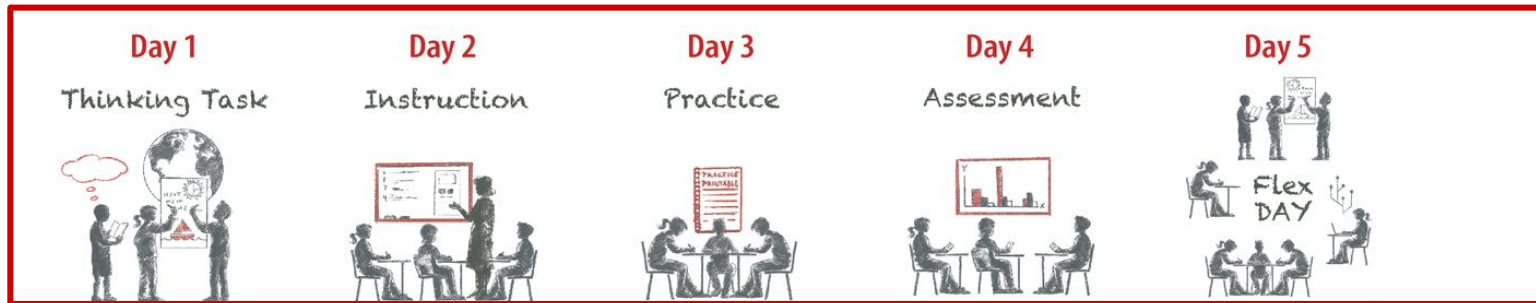 Day 1
Thinking Task
Day 2
Instruction
Day 3
Practice
PRACTICE
PRINTABLE
Day 4
Assessment
Y
X
Day 5
Flex
DAY